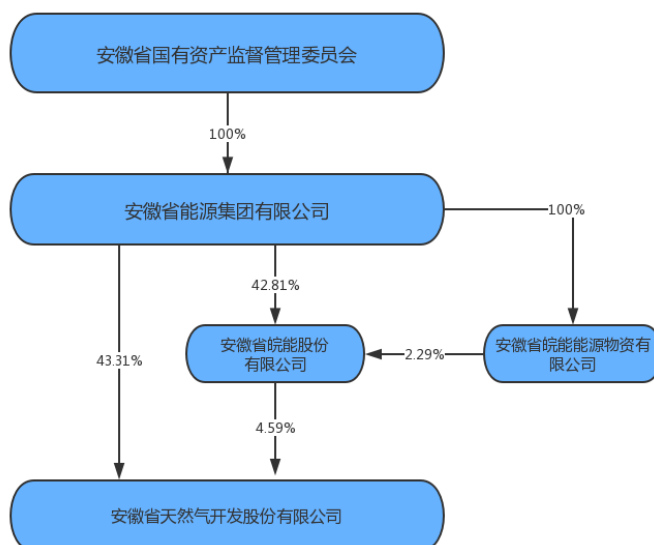 安徽省国有资产监督管理委员会
100%
安徽省能源集团有限公司
100%
42.81%
43.31%
安徽省皖能股份
有限公司
2.29%
安徽省皖能能源物资有
限公司
4.59%
安徽省天然气开发股份有限公司